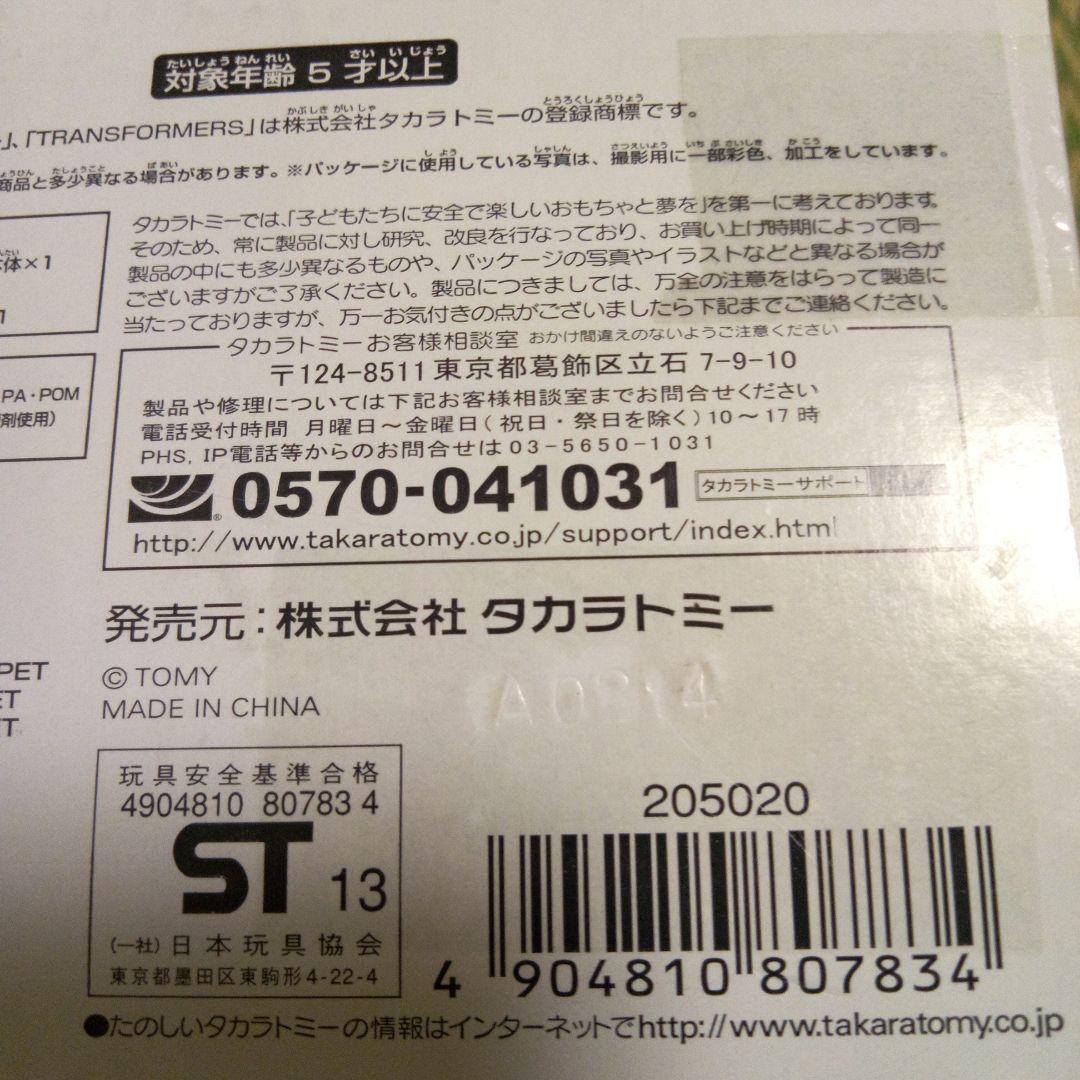 対象年齢 5 才以上
、「TRANSFORMERS」は株式会社タカラトミーの登録商標です。
商品と多少異なる場合があります。※パッケージに使用している写真は、撮影用に一部彩色、加工をしています。
タカラトミーでは、「子どもたちに安全で楽しいおもちゃと夢を」を第一に考えております。
そのため、常に製品に対し研究、改良を行なっており、お買い上げ時期によって同一
製品の中にも多少異なるものや、パッケージの写真やイラストなどと異なる場合が
ございますがご了承ください。製品につきましては、万全の注意をはらって製造に
当たっておりますが、万一お気付きの点がございましたら下記までご連絡ください。
体×1
1
PA・POM
剤使用)
タカラトミーお客様相談室 おかけ間違えのないようご注意ください
〒124-8511 東京都葛飾区立石 7-9-10
製品や修理については下記お客様相談室までお問合せください
電話受付時間 月曜日～金曜日(祝日・祭日を除く)10～17時
PHS, IP電話等からのお問合せは 03-5650-1031
0570-041031 タカラトミーサポート
http://www.takaratomy.co.jp/support/index.html
発売元:株式会社 タカラトミー
© TOMY
MADE IN CHINA
PET
ET
ET
4120A
玩具安全基準合格
4904810 80783 4
ST 13
(一社)日本玩具協会
東京都墨田区東駒形4-22-4
205020
4 904810 807834
●たのしいタカラトミーの情報はインターネットでhttp://www.takaratomy.co.jp